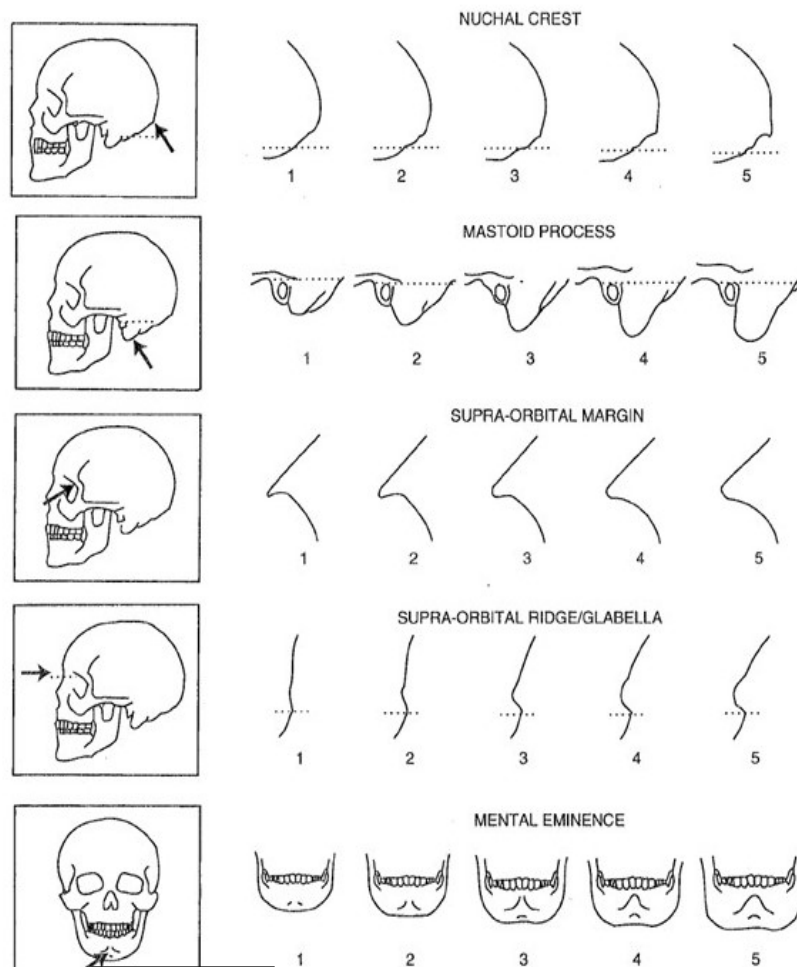 NUCHAL CREST
1 2 3 4 5
MASTOID PROCESS
1 2 3 4 5
SUPRA-ORBITAL MARGIN
1 2 3 4 5
SUPRA-ORBITAL RIDGE/GLABELLA
1 2 3 4 5
MENTAL EMINENCE
1 2 3 4 5